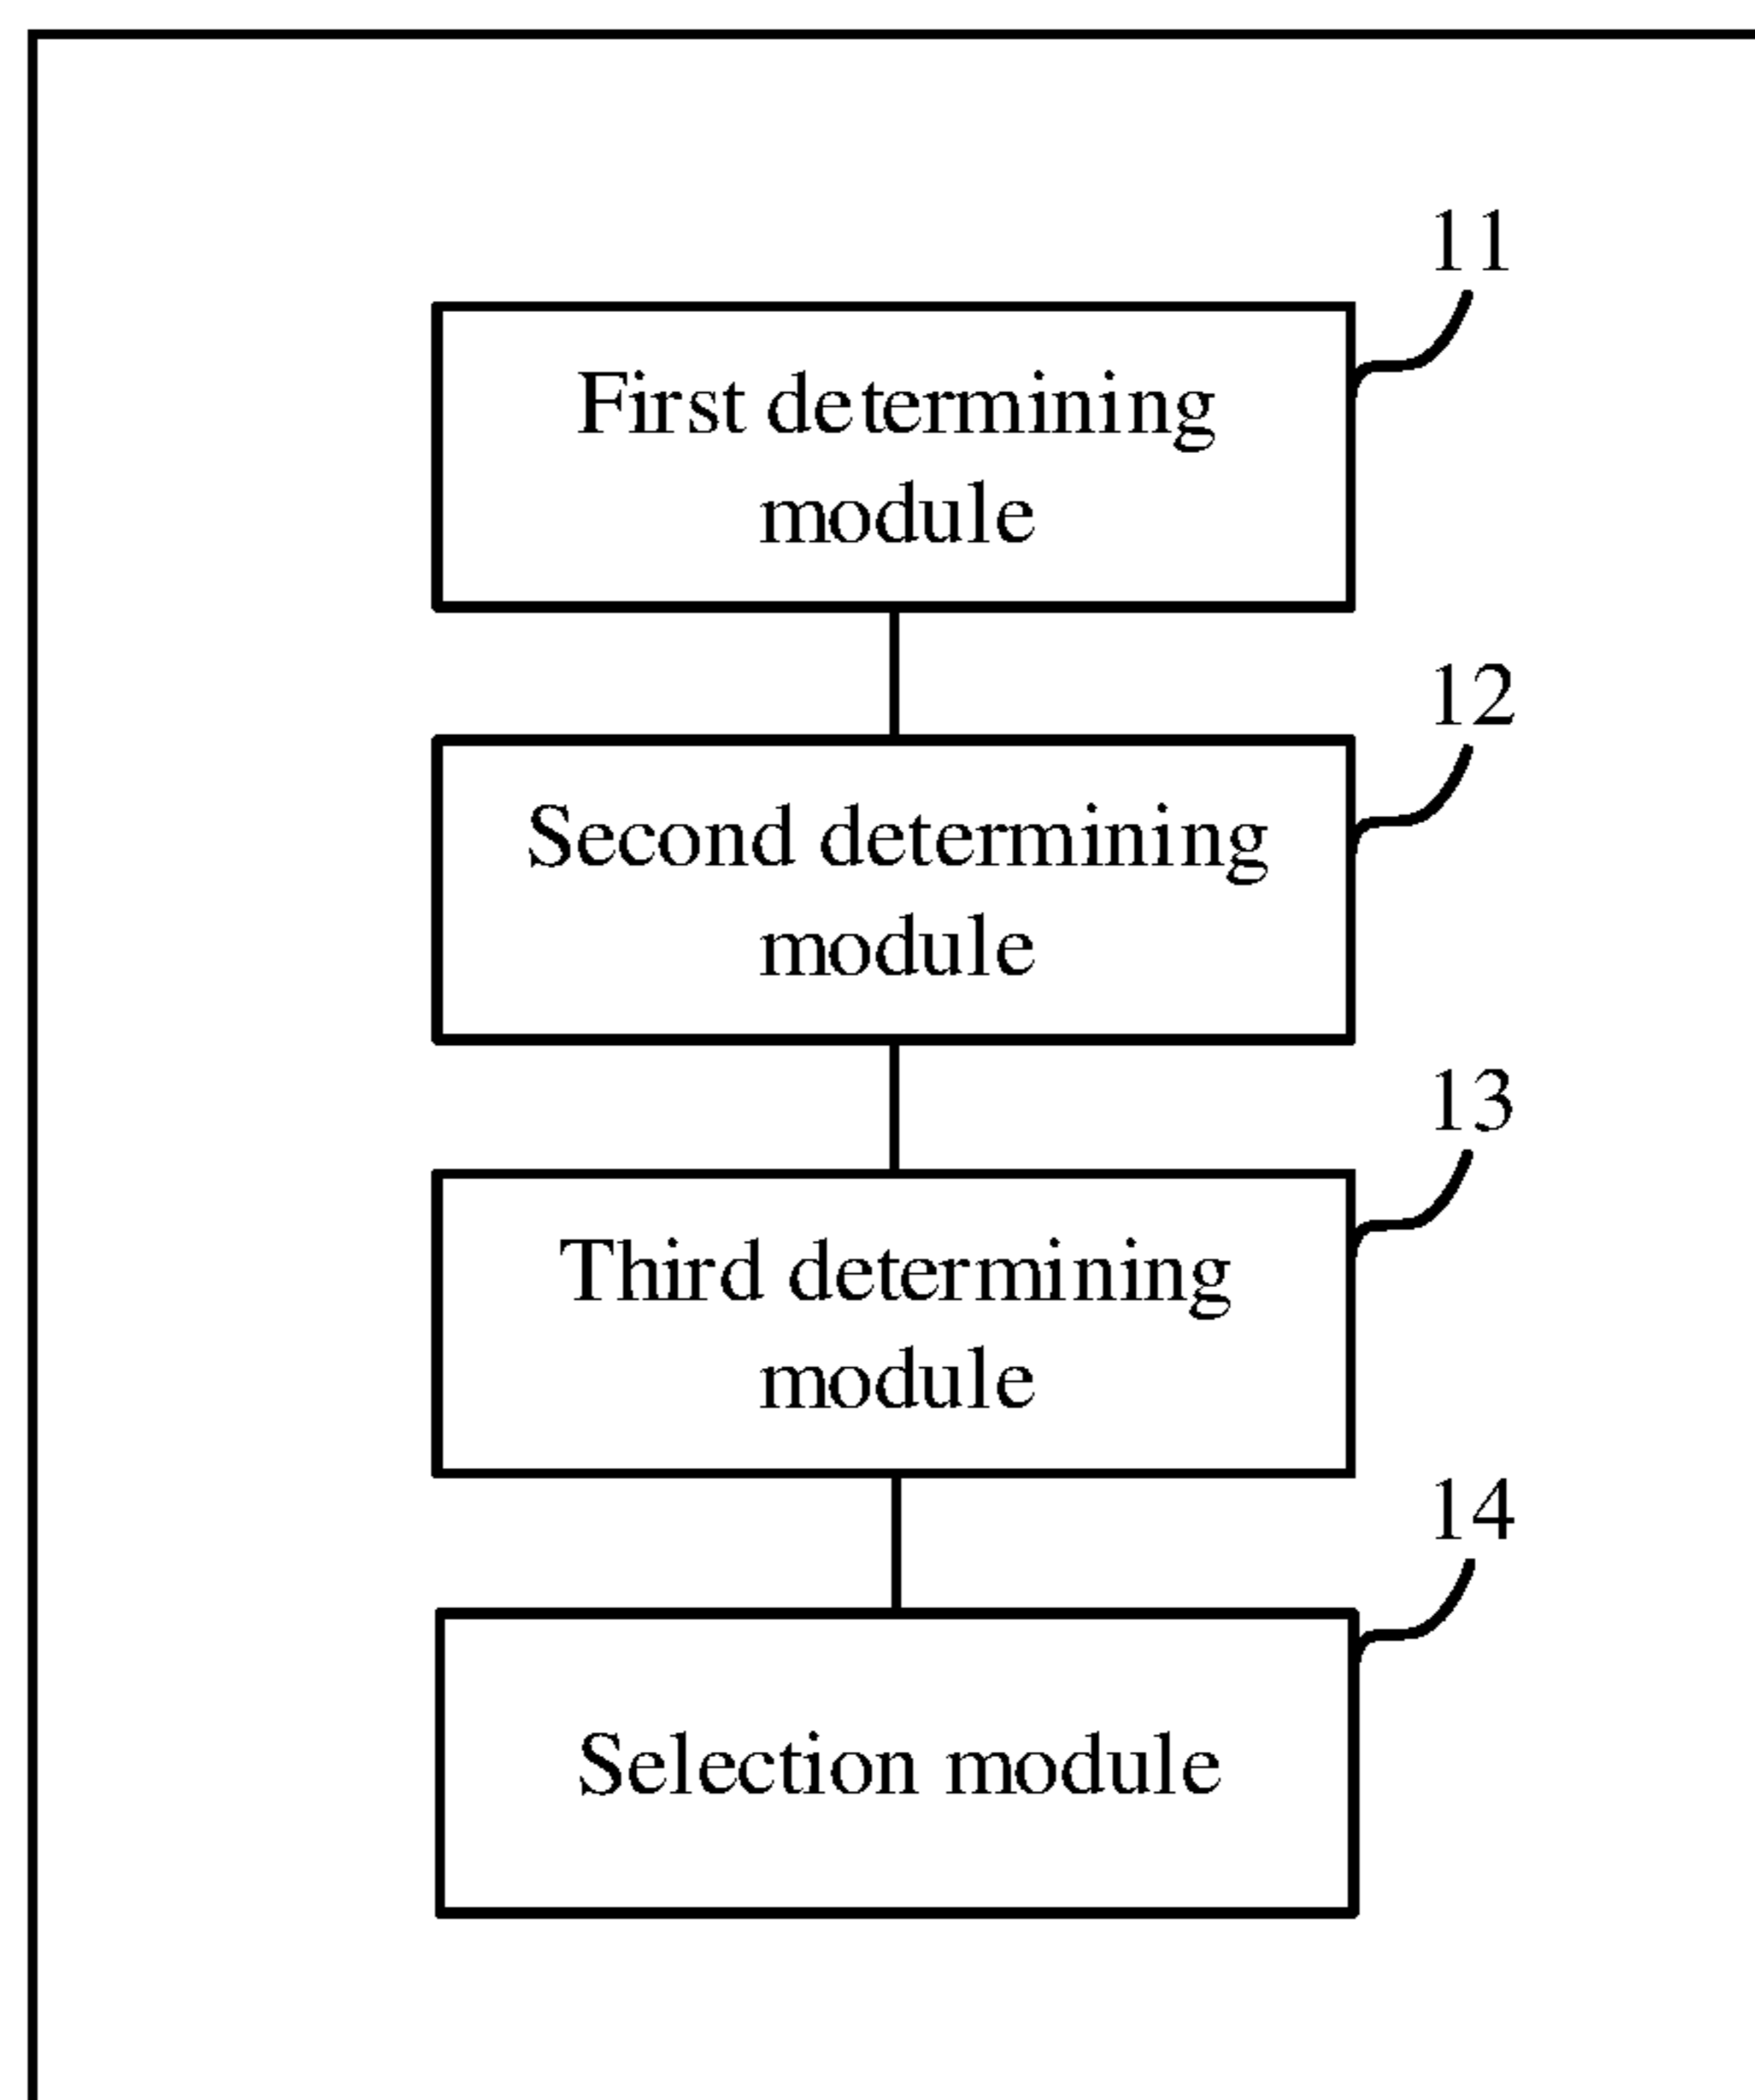 11
First determining
module
12
Second determining
module
13
Third determining
module
14
Selection module